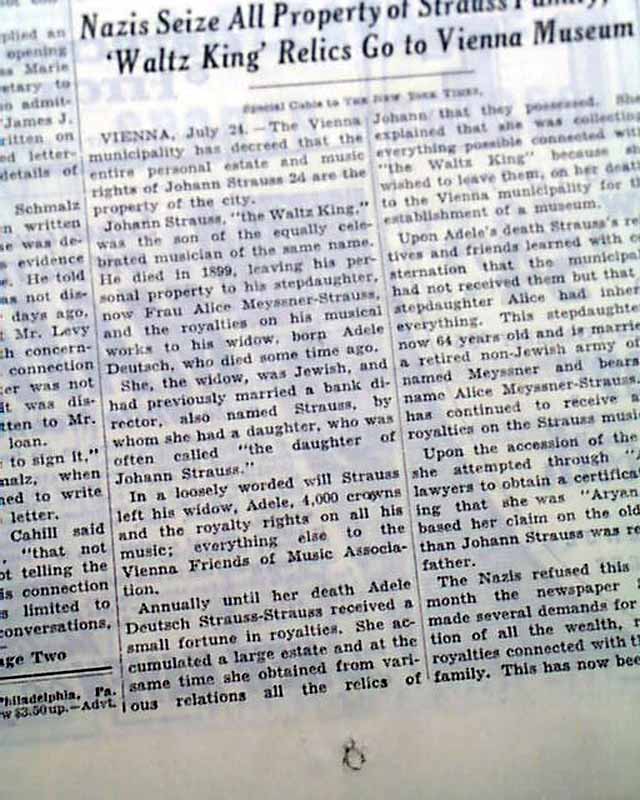 plied an
opening
Marie
etary to
admit-
James J.
ritten on
ed letter-
details of
Schmalz
written
was de-
evidence
He told
not dis-
days ago,
Mr. Levy
concern-
connection
was not
it was dis-
tten to Mr.
loan.
to sign it,"
when
ned to write
letter.
Cahill said
"that not
telling the
connection
limited to
conversations,
age Two
Philadelphia, Pa.
$3.50 up.—Advt.
Nazis Seize All Property of Strauss Family,
'Waltz King' Relics Go to Vienna Museum
Special Cable to THE NEW YORK TIMES.
VIENNA, July 24.—The Vienna
municipality has decreed that the
entire personal estate and music
rights of Johann Strauss 2d are the
property of the city.
Johann Strauss, "the Waltz King,"
was the son of the equally cele-
brated musician of the same name.
He died in 1899, leaving his per-
sonal property to his stepdaughter,
now Frau Alice Meyssner-Strauss,
and the royalties on his musical
works to his widow, born Adele
Deutsch, who died some time ago.
She, the widow, was Jewish, and
had previously married a bank di-
rector, also named Strauss, by
whom she had a daughter, who was
often called "the daughter of
Johann Strauss."
In a loosely worded will Strauss
left his widow, Adele, 4,000 crowns
and the royalty rights on all his
music; everything else to the
Vienna Friends of Music Associa-
tion.
Annually until her death Adele
Deutsch Strauss-Strauss received a
small fortune in royalties. She ac-
cumulated a large estate and at the
same time she obtained from vari-
ous relations all the relics of
Johann that they possessed. She
explained that she was collecting
everything possible connected with
"the Waltz King" because she
wished to leave them, on her death
to the Vienna municipality for
establishment of a museum.
Upon Adele's death Strauss's re
tives and friends learned with
sternation that the municipal
had not received them but that
stepdaughter Alice had inher
everything. This stepdaughter
now 64 years old and is marri
a retired non-Jewish army of
named Meyssner and bears
name Alice Meyssner-Strauss
has continued to receive
royalties on the Strauss musi
Upon the accession of the
she attempted through "A
lawyers to obtain a certifica
ing that she was "Aryan
based her claim on the old
than Johann Strauss was
father.
The Nazis refused this
month the newspaper
made several demands for
tion of all the wealth,
royalties connected with th
family. This has now bee